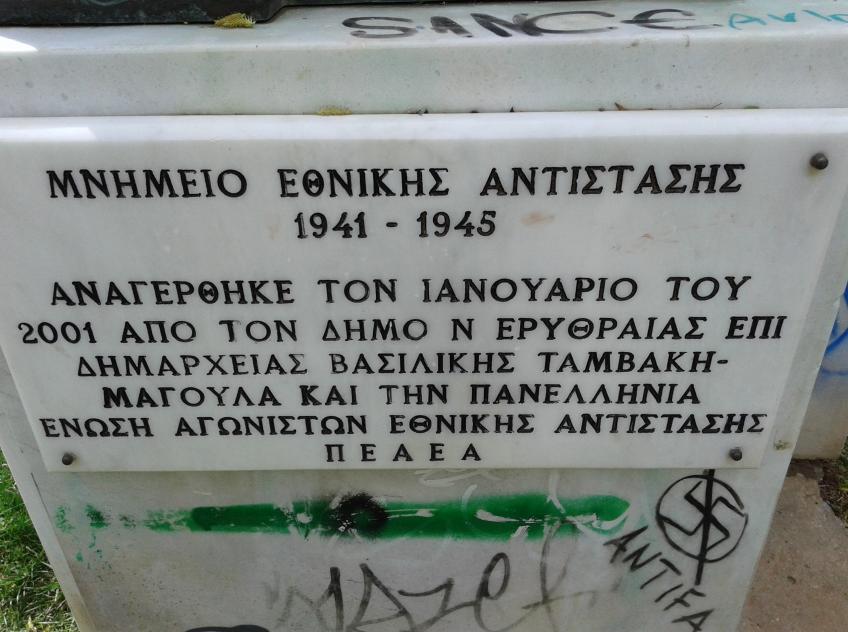 SANCE
ΜΝΗΜΕΙΟ ΕΘΝΙΚΗΣ ΑΝΤΙΣΤΑΣΗΣ
1941 - 1945
ΑΝΑΓΕΡΘΗΚΕ ΤΟΝ ΙΑΝΟΥΑΡΙΟ ΤΟΥ
2001 ΑΠΟ ΤΟΝ ΔΗΜΟ Ν ΕΡΥΘΡΑΙΑΣ ΕΠΙ
ΔΗΜΑΡΧΕΙΑΣ ΒΑΣΙΛΙΚΗΣ ΤΑΜΒΑΚΗ-
ΜΑΓΟΥΛΑ ΚΑΙ ΤΗΝ ΠΑΝΕΛΛΗΝΙΑ
ΕΝΩΣΗ ΑΓΩΝΙΣΤΩΝ ΕΘΝΙΚΗΣ ΑΝΤΙΣΤΑΣΗΣ
ΠΕΑΕΑ
ANTIFA